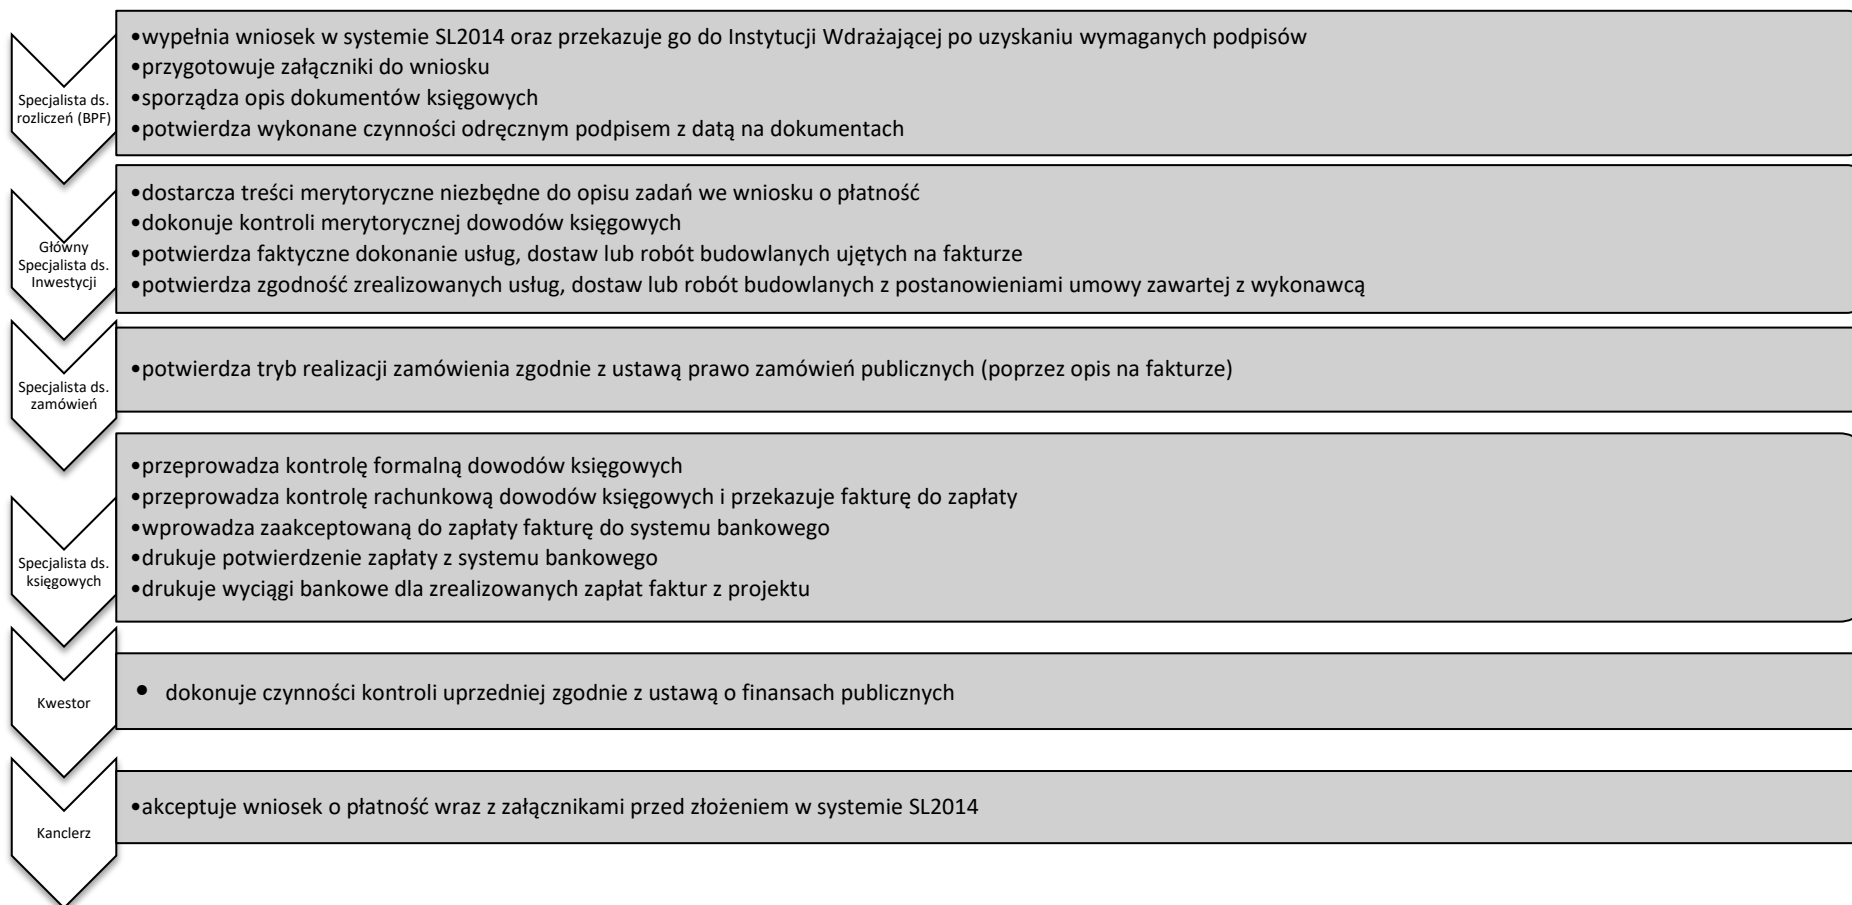 •wypełnia wniosek w systemie SL2014 oraz przekazuje go do Instytucji Wdrażającej po uzyskaniu wymaganych podpisów
•przygotowuje załączniki do wniosku
•sporządza opis dokumentów księgowych
•potwierdza wykonane czynności odręcznym podpisem z datą na dokumentach
Specjalista ds.
rozliczeń (BPF)
•dostarcza treści merytoryczne niezbędne do opisu zadań we wniosku o płatność
•dokonuje kontroli merytorycznej dowodów księgowych
•potwierdza faktyczne dokonanie usług, dostaw lub robót budowlanych ujętych na fakturze
•potwierdza zgodność zrealizowanych usług, dostaw lub robót budowlanych z postanowieniami umowy zawartej z wykonawcą
Główny
Specjalista ds.
Inwestycji
•potwierdza tryb realizacji zamówienia zgodnie z ustawą prawo zamówień publicznych (poprzez opis na fakturze)
Specjalista ds.
zamówień
•przeprowadza kontrolę formalną dowodów księgowych
•przeprowadza kontrolę rachunkową dowodów księgowych i przekazuje fakturę do zapłaty
•wprowadza zaakceptowaną do zapłaty fakturę do systemu bankowego
•drukuje potwierdzenie zapłaty z systemu bankowego
•drukuje wyciągi bankowe dla zrealizowanych zapłat faktur z projektu
Specjalista ds.
księgowych
• dokonuje czynności kontroli uprzedniej zgodnie z ustawą o finansach publicznych
Kwestor
•akceptuje wniosek o płatność wraz z załącznikami przed złożeniem w systemie SL2014
Kanclerz